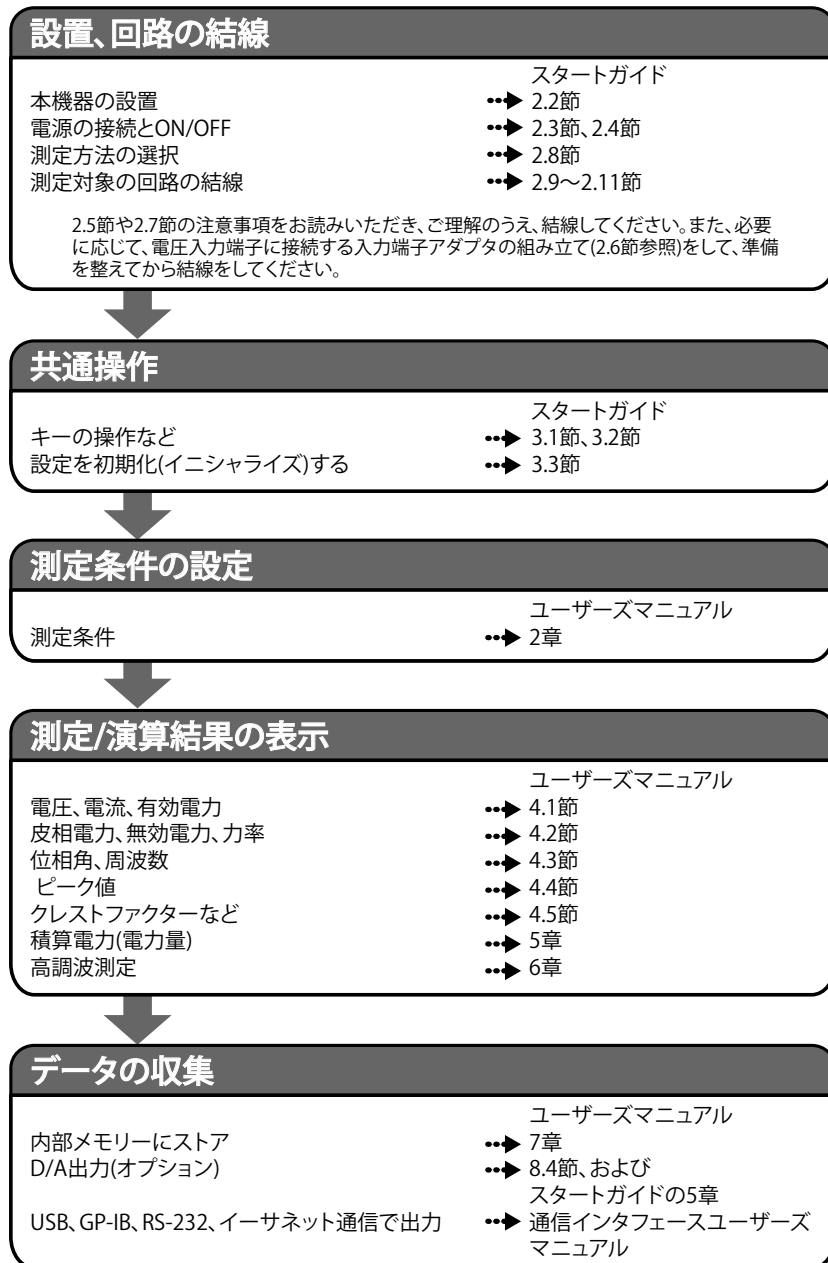 設置、回路の結線
スタートガイド
本機器の設置 2.2節
電源の接続とON/OFF 2.3節、2.4節
測定方法の選択 2.8節
測定対象の回路の結線 2.9～2.11節
2.5節や2.7節の注意事項をお読みいただき、ご理解のうえ、結線してください。また、必要
に応じて、電圧入力端子に接続する入力端子アダプタの組み立て(2.6節参照)をして、準備
を整えてから結線をしてください。
共通操作
スタートガイド
キーの操作など 3.1節、3.2節
設定を初期化(イニシャライズ)する 3.3節
測定条件の設定
ユーザーズマニュアル
測定条件 2章
測定/演算結果の表示
ユーザーズマニュアル
電圧、電流、有効電力 4.1節
皮相電力、無効電力、力率 4.2節
位相角、周波数 4.3節
ピーク値 4.4節
クレストファクターなど 4.5節
積算電力(電力量) 5章
高調波測定 6章
データの収集
ユーザーズマニュアル
内部メモリーにストア 7章
D/A出力(オプション) 8.4節、および
スタートガイドの5章
USB、GP-IB、RS-232、イーサネット通信で出力 通信インタフェースユーザーズ
マニュアル